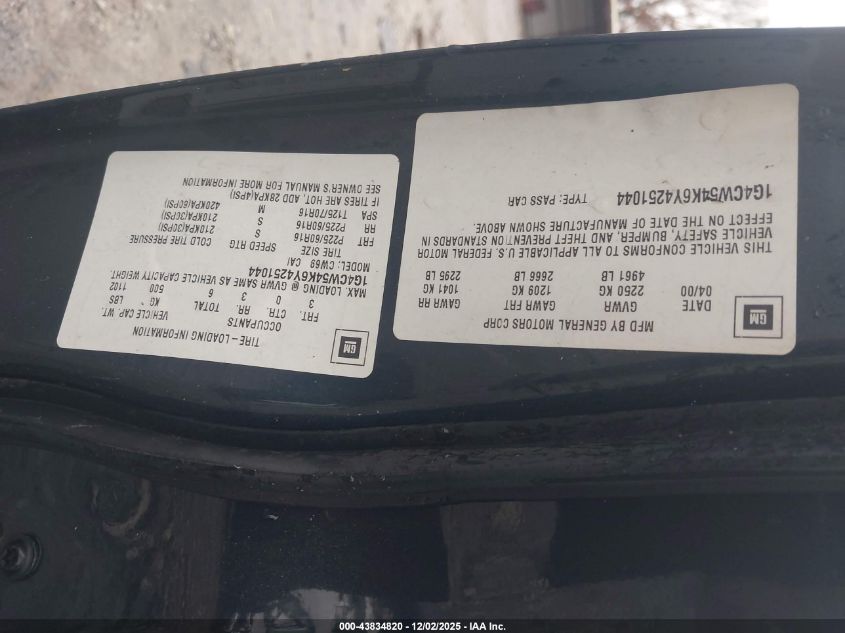 GM
MFD BY GENERAL MOTORS CORP
DATE GVWR GAWR FRT GAWR RR
04/00 2250 KG 1209 KG 1041 KG
4961 LB 2666 LB 2295 LB
THIS VEHICLE CONFORMS TO ALL APPLICABLE U.S. FEDERAL MOTOR
VEHICLE SAFETY, BUMPER, AND THEFT PREVENTION STANDARDS IN
EFFECT ON THE DATE OF MANUFACTURE SHOWN ABOVE.
1G4CW54K6Y4251044 TYPE: PASS CAR
GM
TIRE-LOADING INFORMATION
OCCUPANTS VEHICLE CAP. WT.
FRT. CTR. RR TOTAL KG LBS
3 0 3 6 500 1102
MAX. LOADING @ GVWR SAME AS VEHICLE CAPACITY WEIGHT.
1G4CW54K6Y4251044
MODEL: CW69 CAI
TIRE SIZE SPEED RTG COLD TIRE PRESSURE
FRT P225/60R16 S 210KPA(30PSI)
RR P225/60R16 S 210KPA(30PSI)
SPA T125/70R16 M 420KPA(60PSI)
IF TIRES ARE HOT, ADD 28KPA(4PSI)
SEE OWNER'S MANUAL FOR MORE INFORMATION
000-43834820 - 12/02/2025 - IAA Inc.